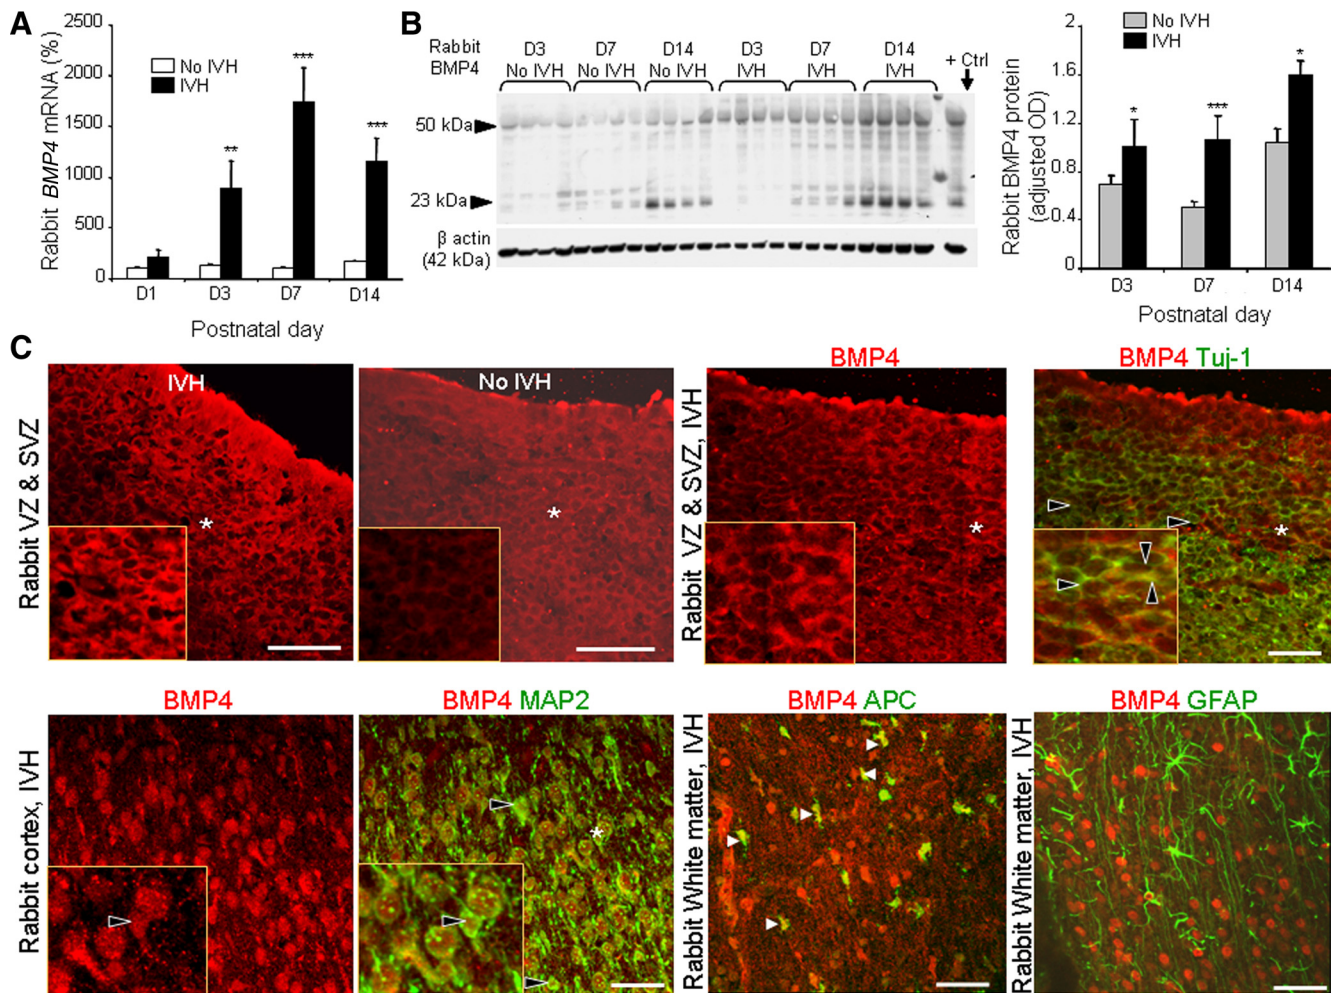 A
Rabbit BMP4 mRNA (%)
2500
2000
1500
1000
500
0
No IVH
IVH
**
***
***
D1 D3 D7 D14
Postnatal day
B
Rabbit
BMP4
D3 D7 D14 D3 D7 D14
No IVH No IVH No IVH IVH IVH IVH
+ Ctrl
50 kDa
23 kDa
β actin
(42 kDa)
Rabbit BMP4 protein
(adjusted OD)
2
1.6
1.2
0.8
0.4
0
No IVH
IVH
*
***
*
D3 D7 D14
Postnatal day
C
Rabbit VZ & SVZ
IVH
*
No IVH
*
Rabbit VZ & SVZ, IVH
BMP4
*
BMP4 Tuj-1
*
Rabbit cortex, IVH
BMP4
BMP4 MAP2
*
Rabbit White matter, IVH
BMP4 APC
Rabbit White matter, IVH
BMP4 GFAP